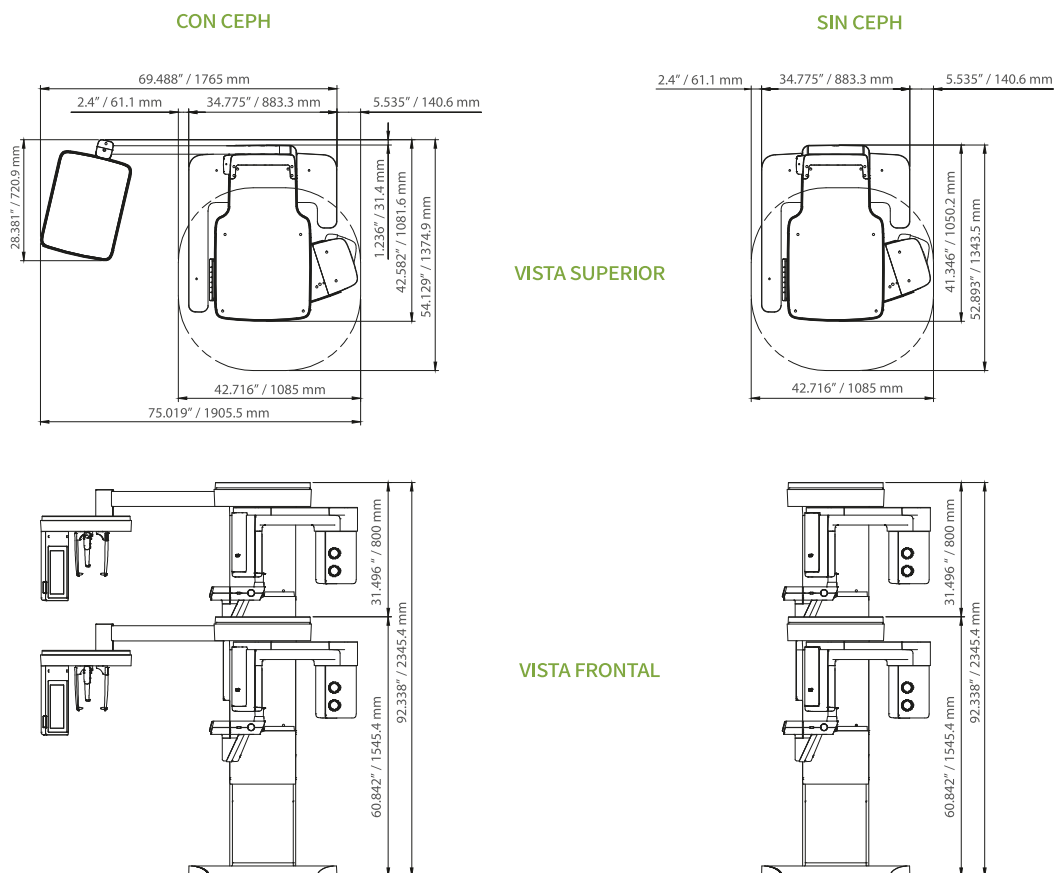 CON CEPH
SIN CEPH
69.488” / 1765 mm
2.4” / 61.1 mm
34.775” / 883.3 mm
5.535” / 140.6 mm
28.381” / 720.9 mm
1.236” / 31.4 mm
42.582” / 1081.6 mm
54.129” / 1374.9 mm
42.716” / 1085 mm
75.019” / 1905.5 mm
2.4” / 61.1 mm
34.775” / 883.3 mm
5.535” / 140.6 mm
41.346” / 1050.2 mm
52.893” / 1343.5 mm
42.716” / 1085 mm
VISTA SUPERIOR
31.496 ” / 800 mm
60.842” / 1545.4 mm
92.338” / 2345.4 mm
VISTA FRONTAL
31.496 ” / 800 mm
60.842” / 1545.4 mm
92.338” / 2345.4 mm